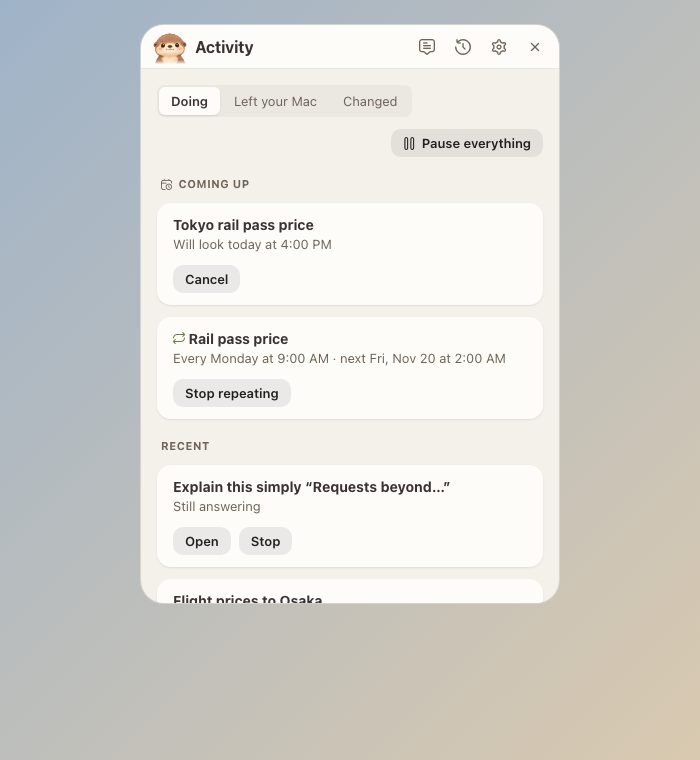 Activity
Doing
Left your Mac
Changed
Pause everything
COMING UP
Tokyo rail pass price
Will look today at 4:00 PM
Cancel
Rail pass price
Every Monday at 9:00 AM · next Fri, Nov 20 at 2:00 AM
Stop repeating
RECENT
Explain this simply “Requests beyond…”
Still answering
Open
Stop
Flight prices to Osaka